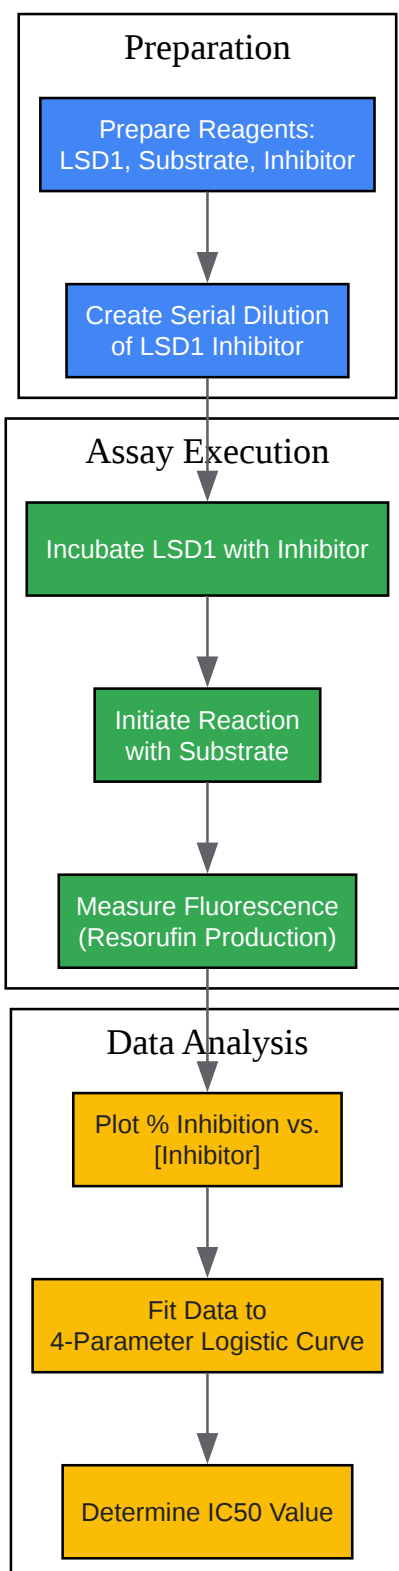 Preparation
Prepare Reagents:
LSD1, Substrate, Inhibitor
Create Serial Dilution
of LSD1 Inhibitor
Assay Execution
Incubate LSD1 with Inhibitor
Initiate Reaction
with Substrate
Measure Fluorescence
(Resorufin Production)
Data Analysis
Plot % Inhibition vs.
[Inhibitor]
Fit Data to
4-Parameter Logistic Curve
Determine IC50 Value